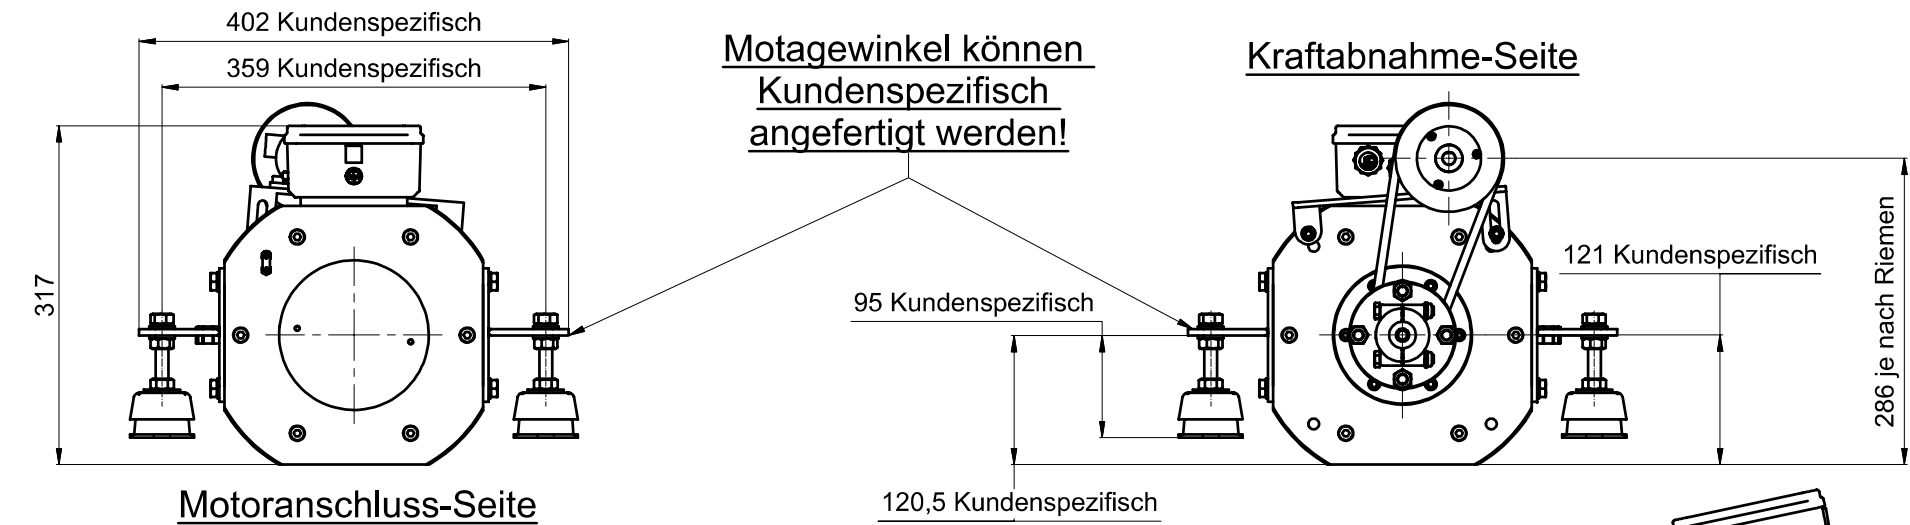 402 Kundenspezifisch
359 Kundenspezifisch
317
Motoranschluss-Seite
Motagewinkel können
Kundenspezifisch
angefertigt werden!
Kraftabnahme-Seite
95 Kundenspezifisch
120,5 Kundenspezifisch
121 Kundenspezifisch
286 je nach Riemen